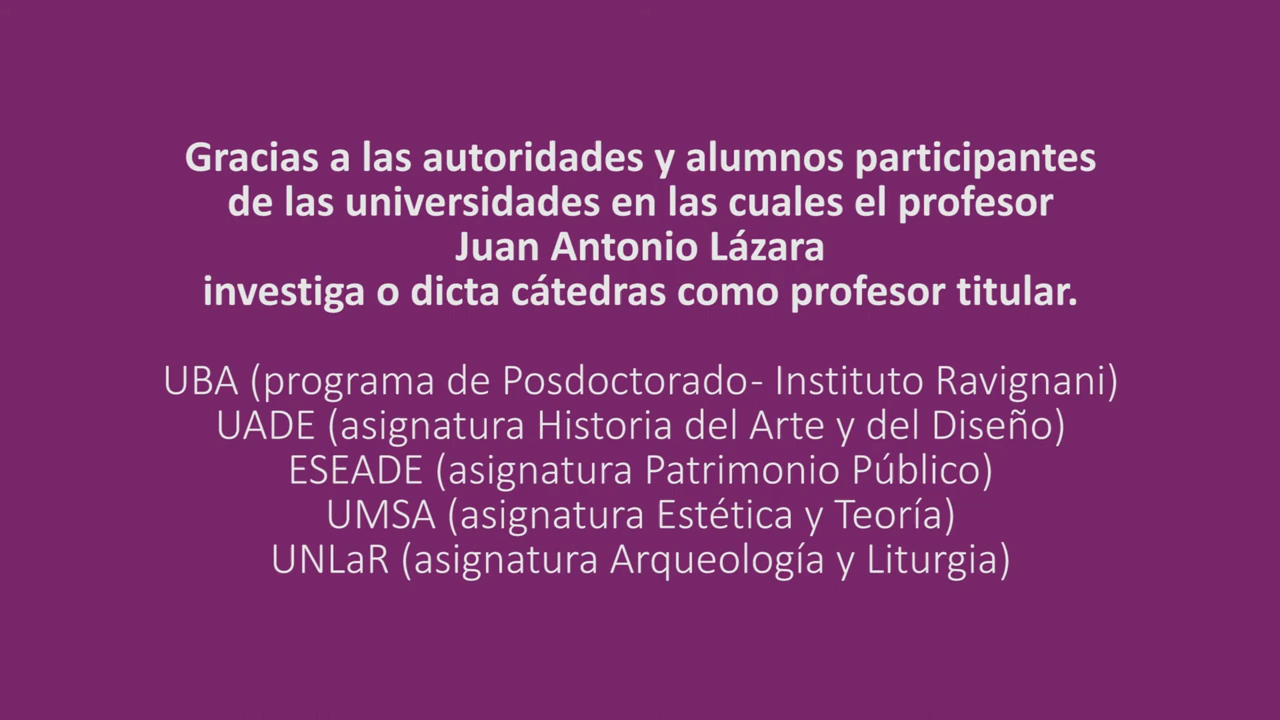 Gracias a las autoridades y alumnos participantes
de las universidades en las cuales el profesor
Juan Antonio Lázara
investiga o dicta cátedras como profesor titular.
UBA (programa de Posdoctorado- Instituto Ravignani)
UADE (asignatura Historia del Arte y del Diseño)
ESEADE (asignatura Patrimonio Público)
UMSA (asignatura Estética y Teoría)
UNLaR (asignatura Arqueología y Liturgia)